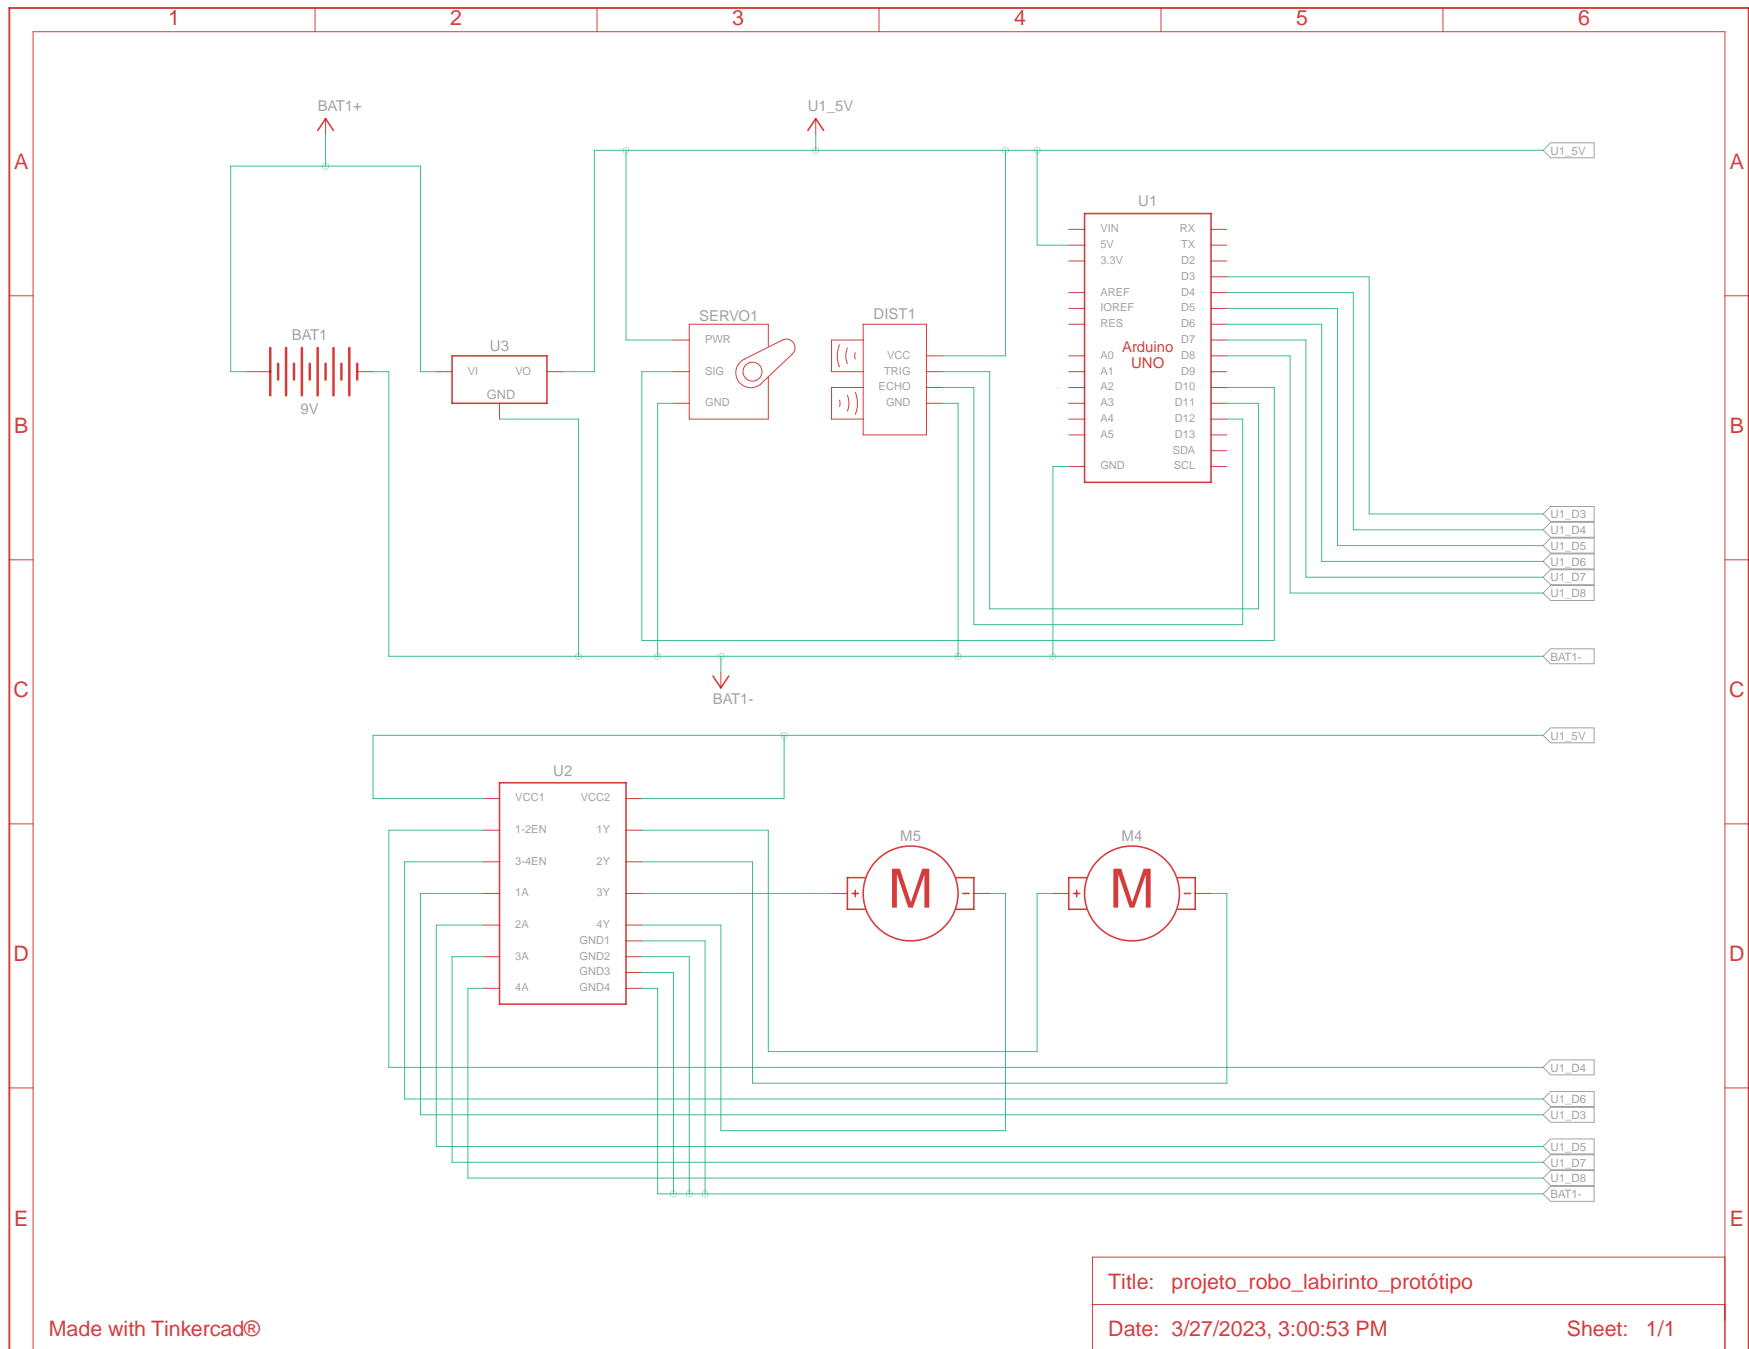 1 2 3 4 5 6
BAT1+ U1_5V
A A
U1_5V
U1
VIN RX
5V TX
3.3V D2
D3
AREF D4
IOREF D5
RES D6
D7
A0 D8
A1 D9
A2 D10
A3 D11
A4 D12
A5 D13
SDA
GND SCL
Arduino
UNO
BAT1
9V
U3
VI VO
GND
SERVO1
PWR
SIG
GND
DIST1
VCC
TRIG
ECHO
GND
B B
U1_D3
U1_D4
U1_D5
U1_D6
U1_D7
U1_D8
BAT1-
BAT1-
C C
U1_5V
U2
VCC1 VCC2
1-2EN 1Y
3-4EN 2Y
1A 3Y
2A 4Y
GND1
3A GND2
GND3
4A GND4
M5
+ M -
M4
+ M -
D D
U1_D4
U1_D6
U1_D3
U1_D5
U1_D7
U1_D8
BAT1-
E E
Title: projeto_robo_labirinto_protótipo
Made with Tinkercad®
Date: 3/27/2023, 3:00:53 PM Sheet: 1/1